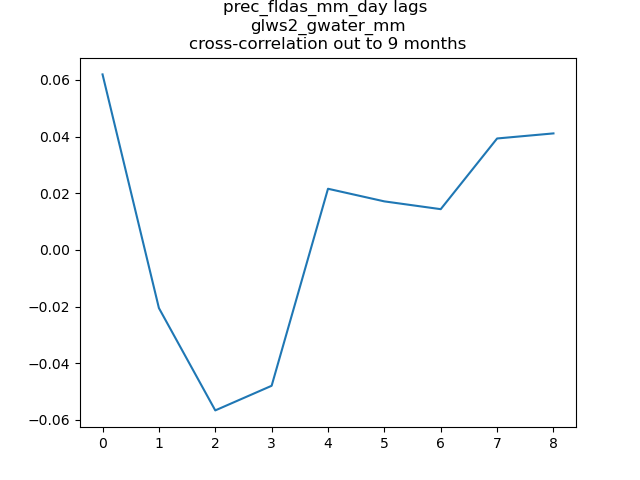 prec_fldas_mm_day lags
glws2_gwater_mm
cross-correlation out to 9 months
0.06
0.04
0.02
0.00
−0.02
−0.04
−0.06
0 1 2 3 4 5 6 7 8